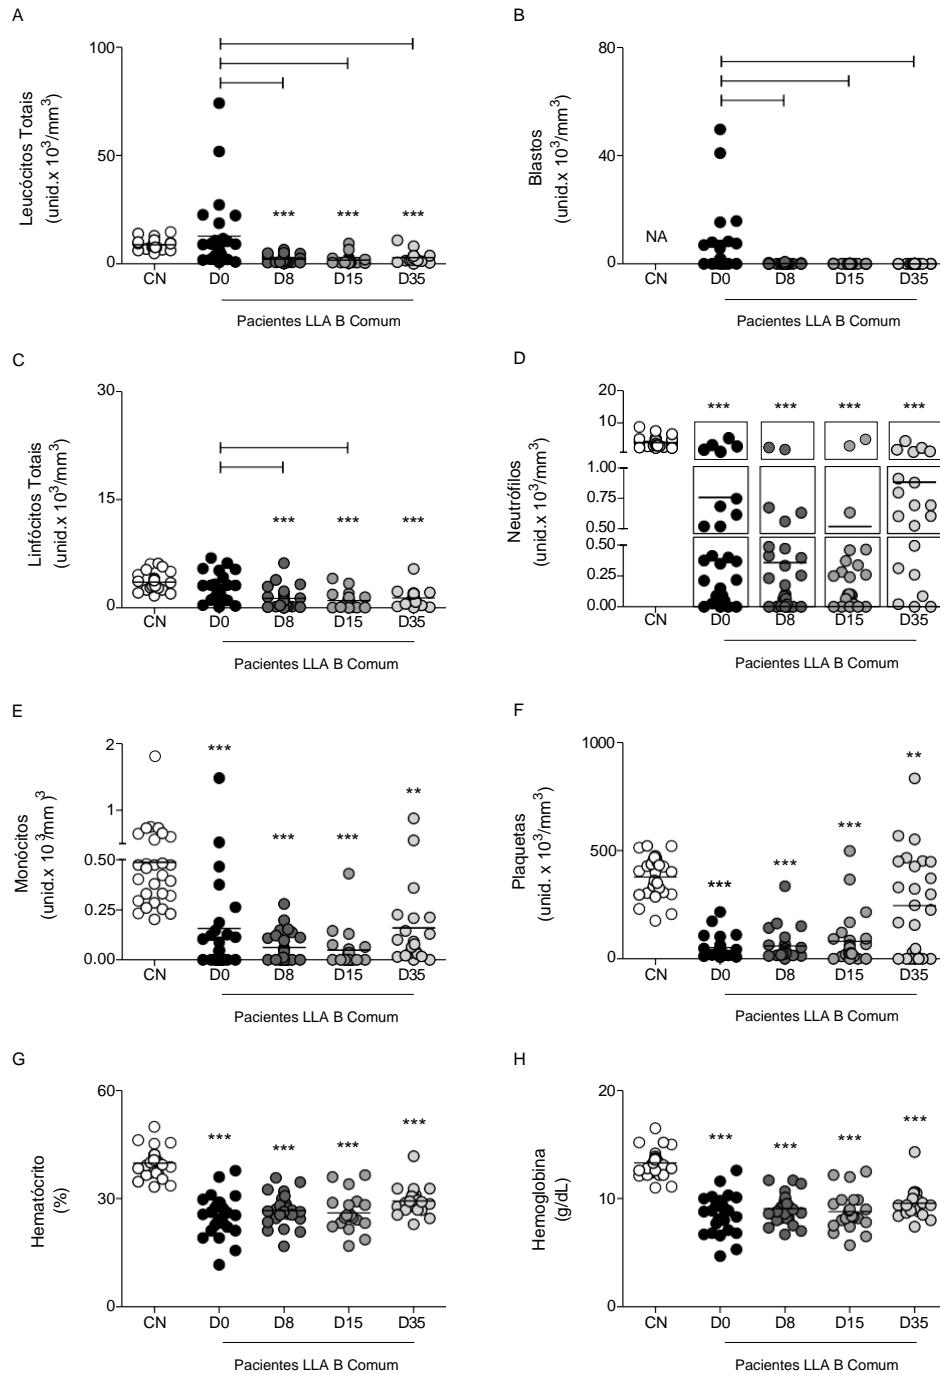 A
Leucócitos Totais
(unid.x 10³/mm³)
100
50
0
*** *** ***
CN D0 D8 D15 D35
Pacientes LLA B Comum
B
Blastos
(unid.x 10³/mm³)
80
40
0
NA
CN D0 D8 D15 D35
Pacientes LLA B Comum
C
Linfócitos Totais
(unid.x 10³/mm³)
30
15
0
*** *** ***
CN D0 D8 D15 D35
Pacientes LLA B Comum
D
Neutrófilos
(unid.x 10³/mm³)
20
10
1.00
0.75
0.50
0.50
0.25
0.00
*** *** *** ***
CN D0 D8 D15 D35
Pacientes LLA B Comum
E
Monócitos
(unid.x 10³/mm)³
2
1
0.50
0.25
0.00
*** *** *** **
CN D0 D8 D15 D35
Pacientes LLA B Comum
F
Plaquetas
(unid. x 10³/mm³)
1000
500
0
*** *** *** **
CN D0 D8 D15 D35
Pacientes LLA B Comum
G
Hematócrito
(%)
60
30
0
*** *** *** ***
CN D0 D8 D15 D35
Pacientes LLA B Comum
H
Hemoglobina
(g/dL)
20
10
0
*** *** *** ***
CN D0 D8 D15 D35
Pacientes LLA B Comum